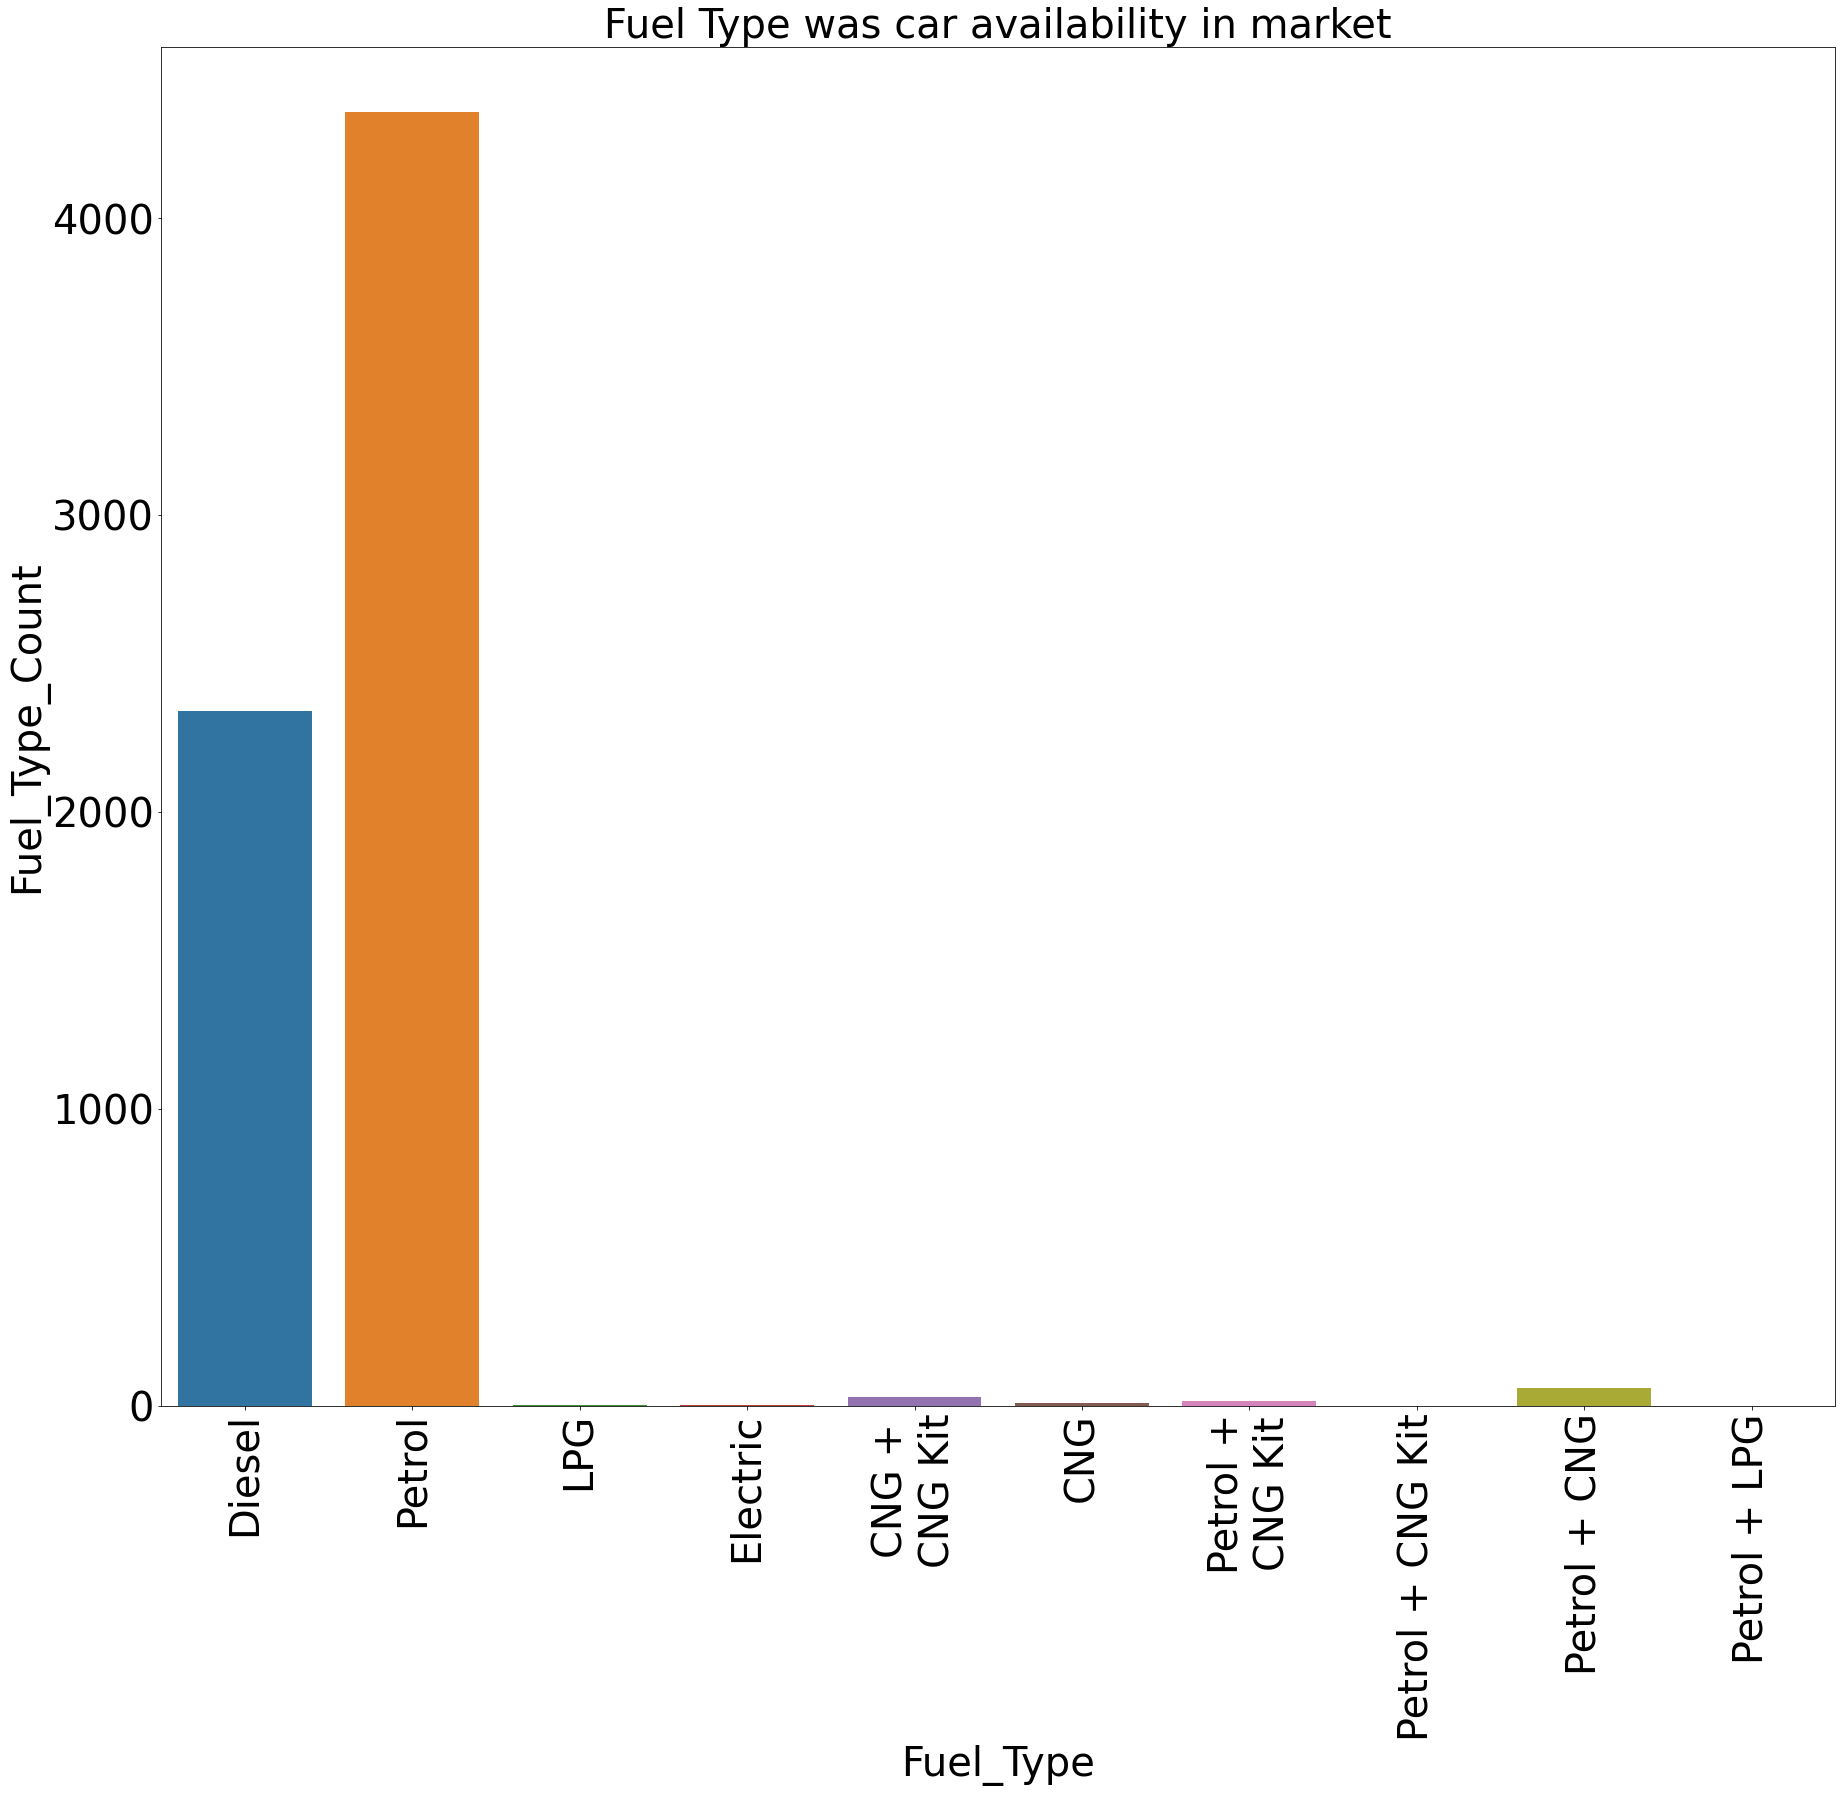 Fuel Type was car availability in market
Fuel_Type_Count
4000
3000
2000
1000
0
Diesel
Petrol
LPG
Electric
CNG +
CNG Kit
CNG
Petrol +
CNG Kit
Petrol + CNG Kit
Petrol + CNG
Petrol + LPG
Fuel_Type